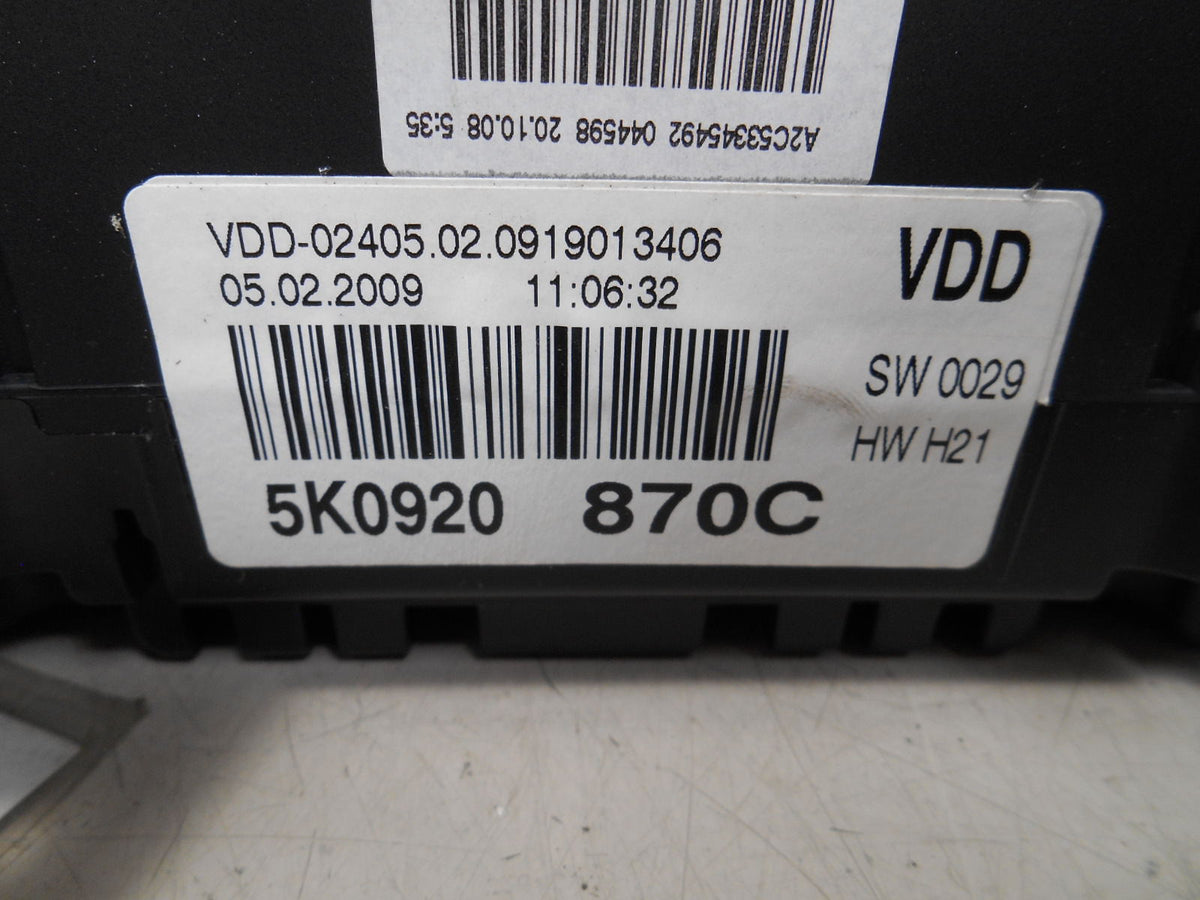 A2C53345492 044598 20.10.08 5:35
VDD-02405.02.0919013406
VDD
05.02.2009 11:06:32
SW 0029
HW H21
5K0920 870C